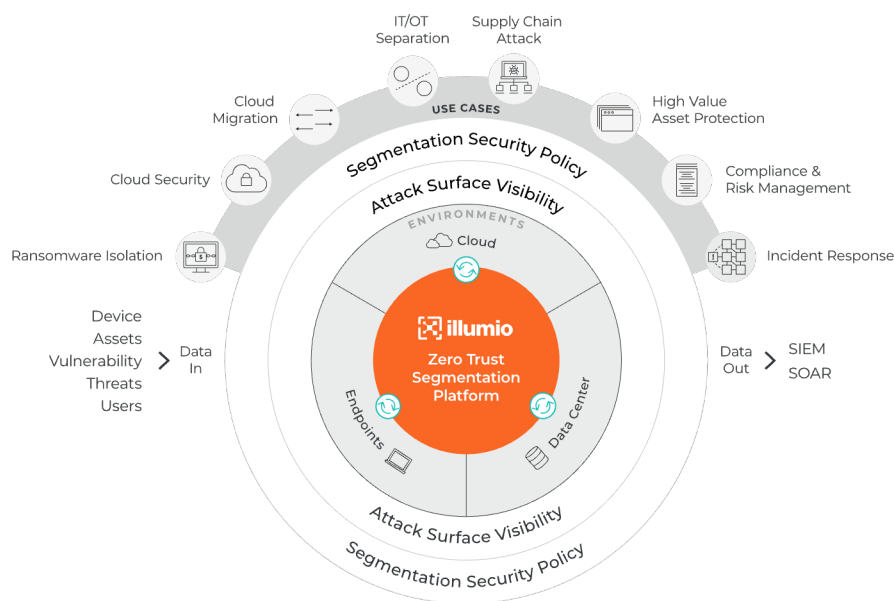 IT/OT
Separation
Supply Chain
Attack
Cloud
Migration
USE CASES
High Value
Asset Protection
Segmentation Security Policy
Cloud Security
Attack Surface Visibility
Compliance &
Risk Management
ENVIRONMENTS
Cloud
Ransomware Isolation
Incident Response
Device
Assets
Vulnerability
Threats
Users
Data
In
illumio
Zero Trust
Segmentation
Platform
Data
Out
SIEM
SOAR
Endpoints
Data Center
Attack Surface Visibility
Segmentation Security Policy